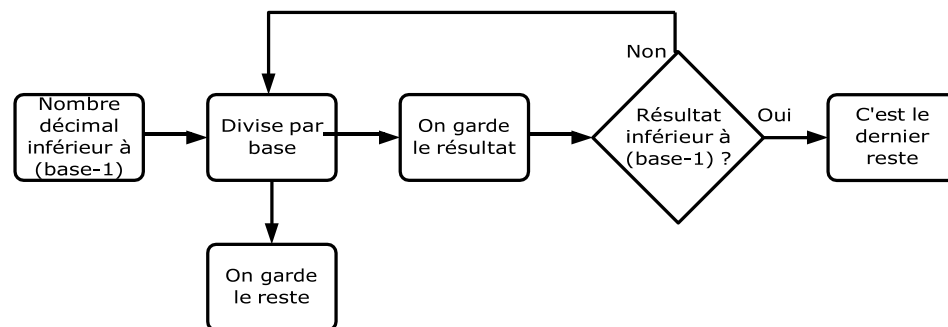 Nombre
décimal
inférieur à
(base-1)
Divise par
base
On garde
le résultat
Non
Résultat
inférieur à
(base-1) ?
Oui
C'est le
dernier
reste
On garde
le reste